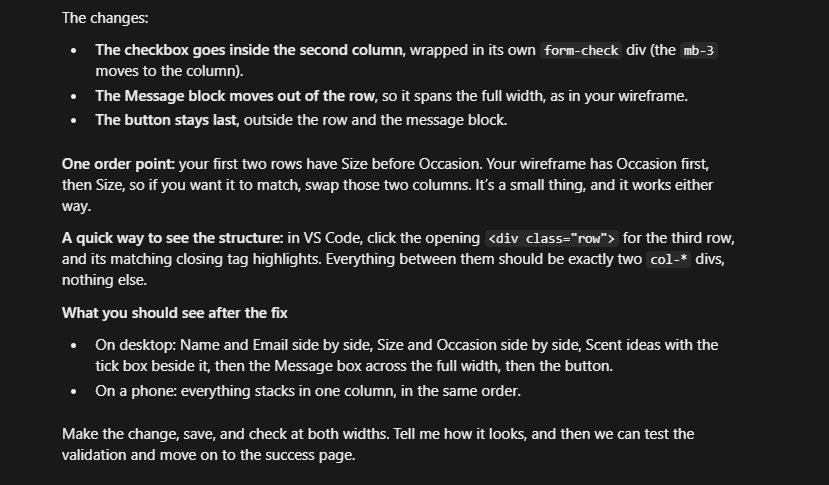 The changes:
• The checkbox goes inside the second column, wrapped in its own form-check div (the mb-3
moves to the column).
• The Message block moves out of the row, so it spans the full width, as in your wireframe.
• The button stays last, outside the row and the message block.
One order point: your first two rows have Size before Occasion. Your wireframe has Occasion first,
then Size, so if you want it to match, swap those two columns. It’s a small thing, and it works either
way.
A quick way to see the structure: in VS Code, click the opening <div class="row"> for the third row,
and its matching closing tag highlights. Everything between them should be exactly two col-* divs,
nothing else.
What you should see after the fix
• On desktop: Name and Email side by side, Size and Occasion side by side, Scent ideas with the
tick box beside it, then the Message box across the full width, then the button.
• On a phone: everything stacks in one column, in the same order.
Make the change, save, and check at both widths. Tell me how it looks, and then we can test the
validation and move on to the success page.